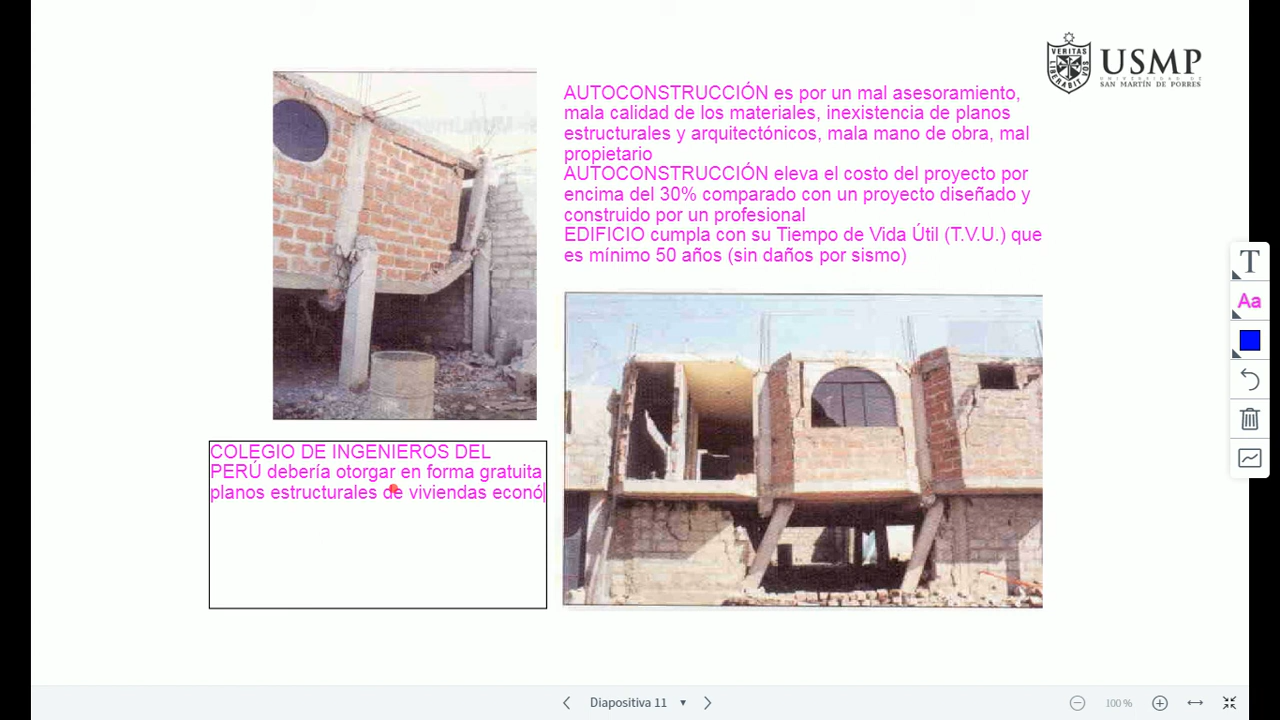 VERITAS
LIBERABIT VOS
USMP
UNIVERSIDAD DE
SAN MARTÍN DE PORRES
AUTOCONSTRUCCIÓN es por un mal asesoramiento,
mala calidad de los materiales, inexistencia de planos
estructurales y arquitectónicos, mala mano de obra, mal
propietario
AUTOCONSTRUCCIÓN eleva el costo del proyecto por
encima del 30% comparado con un proyecto diseñado y
construido por un profesional
EDIFICIO cumpla con su Tiempo de Vida Útil (T.V.U.) que
es mínimo 50 años (sin daños por sismo)
COLEGIO DE INGENIEROS DEL
PERÚ debería otorgar en forma gratuita
planos estructurales de viviendas econó
T
Aa
Diapositiva 11
100 %